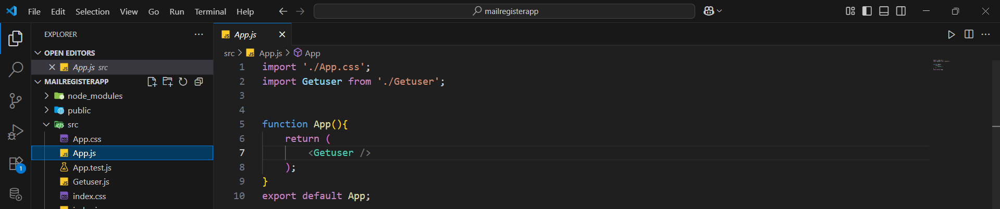 File Edit Selection View Go Run Terminal Help mailregisterapp
EXPLORER
OPEN EDITORS
App.js src
MAILREGISTERAPP
node_modules
public
src
App.css
App.js
App.test.js
Getuser.js
index.css
1
App.js
src > App.js > App
1 import './App.css';
2 import Getuser from './Getuser';
3
4
5 function App(){
6 return (
7 <Getuser />
8 );
9 }
10 export default App;